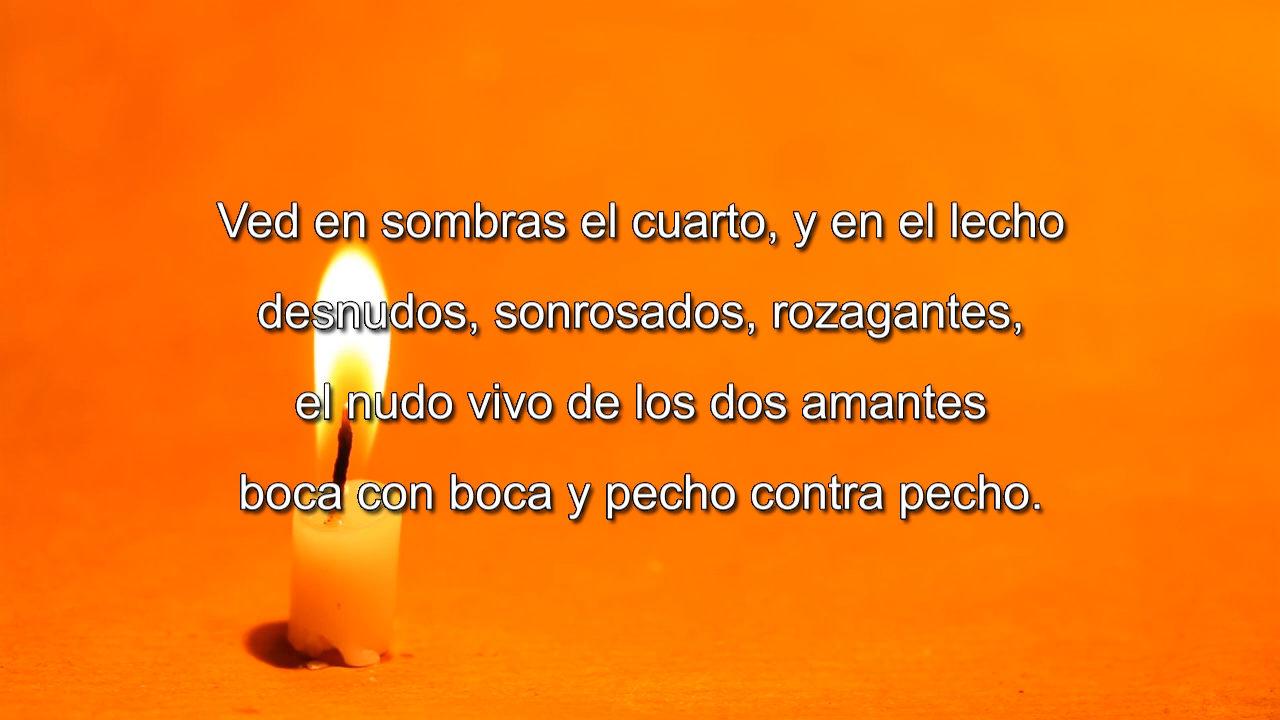 Ved en sombras el cuarto, y en el lecho
desnudos, sonrosados, rozagantes,
el nudo vivo de los dos amantes
boca con boca y pecho contra pecho.